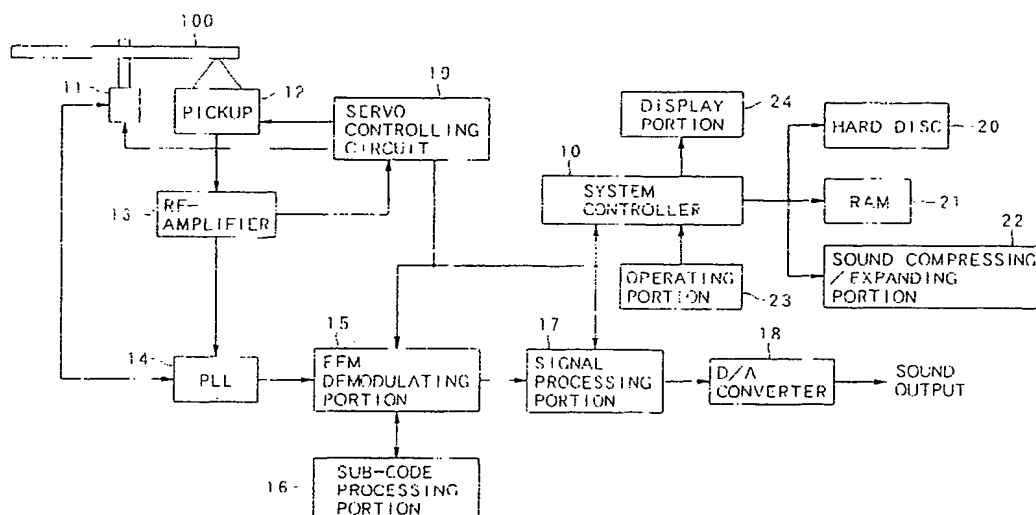 100
11
PICKUP
12
19
SERVO
CONTROLLING
CIRCUIT
DISPLAY
PORTION
24
HARD DISC
20
10
SYSTEM
CONTROLLER
13
RF-
AMPLIFIER
RAM
21
22
SOUND COMPRESSING
/EXPANDING
PORTION
OPERATING
PORTION
23
14
PLL
15
EFM
DEMODULATING
PORTION
17
SIGNAL
PROCESSING
PORTION
18
D/A
CONVERTER
SOUND
OUTPUT
16
SUB-CODE
PROCESSING
PORTION